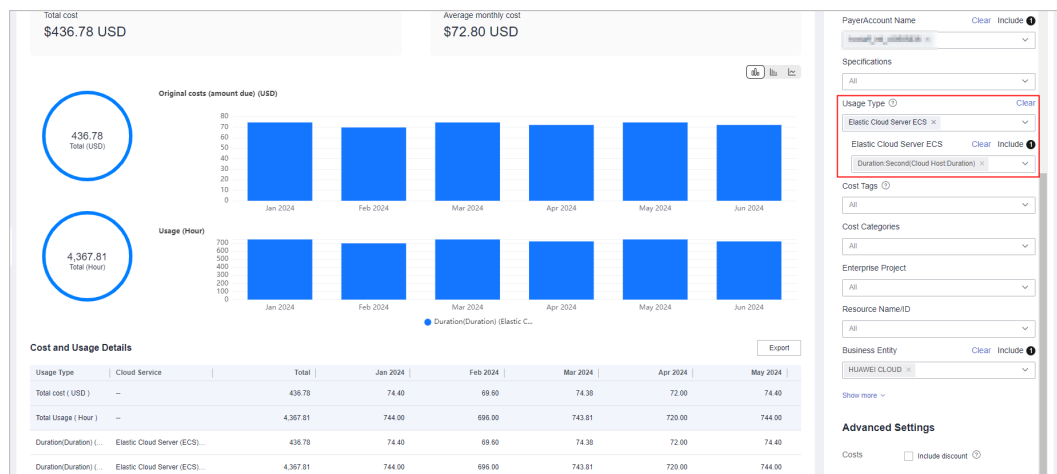 Total cost
$436.78 USD
Average monthly cost
$72.80 USD
436.78
Total (USD)
Original costs (amount due) (USD)
80
70
60
50
40
30
20
10
0
Jan 2024 Feb 2024 Mar 2024 Apr 2024 May 2024 Jun 2024
4,367.81
Total (Hour)
Usage (Hour)
700
600
500
400
300
200
100
0
Jan 2024 Feb 2024 Mar 2024 Apr 2024 May 2024 Jun 2024
Duration(Duration) (Elastic C...
Cost and Usage Details
Export
Usage Type Cloud Service Total Jan 2024 Feb 2024 Mar 2024 Apr 2024 May 2024
Total cost ( USD ) -- 436.78 74.40 69.60 74.38 72.00 74.40
Total Usage ( Hour ) -- 4,367.81 744.00 696.00 743.81 720.00 744.00
Duration(Duration) (... Elastic Cloud Server (ECS)... 436.78 74.40 69.60 74.38 72.00 74.40
Duration(Duration) (... Elastic Cloud Server (ECS)... 4,367.81 744.00 696.00 743.81 720.00 744.00
PayerAccount Name Clear Include 1
Specifications
All
Usage Type ? Clear
Elastic Cloud Server ECS ×
Elastic Cloud Server ECS Clear Include 1
Duration:Second(Cloud Host Duration) ×
Cost Tags ?
All
Cost Categories
All
Enterprise Project
All
Resource Name/ID
All
Business Entity Clear Include 1
HUAWEI CLOUD ×
Show more
Advanced Settings
Costs Include discount ?